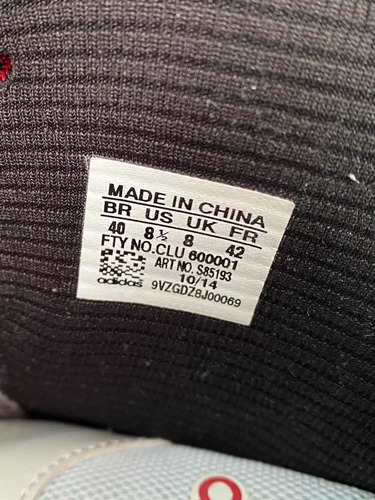 MADE IN CHINA
BR US UK FR
40 8½ 8 42
FTY NO.CLU 600001
ART NO. S85193
10/14
adidas 9VZGDZ8J00069